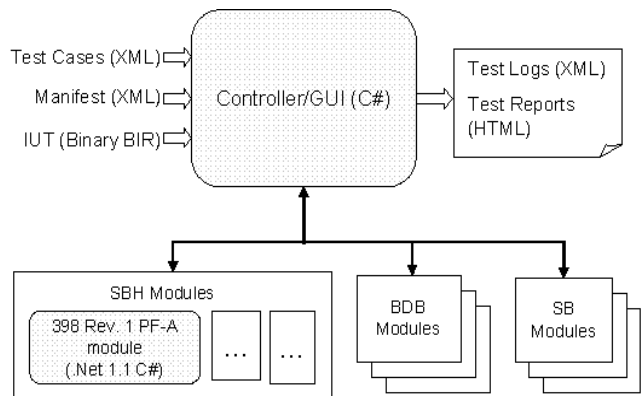 Test Cases (XML)
Manifest (XML)
IUT (Binary BIR)
Controller/GUI (C#)
Test Logs (XML)
Test Reports
(HTML)
SBH Modules
398 Rev. 1 PF-A
module
(.Net 1.1 C#)
...
...
BDB
Modules
SB
Modules